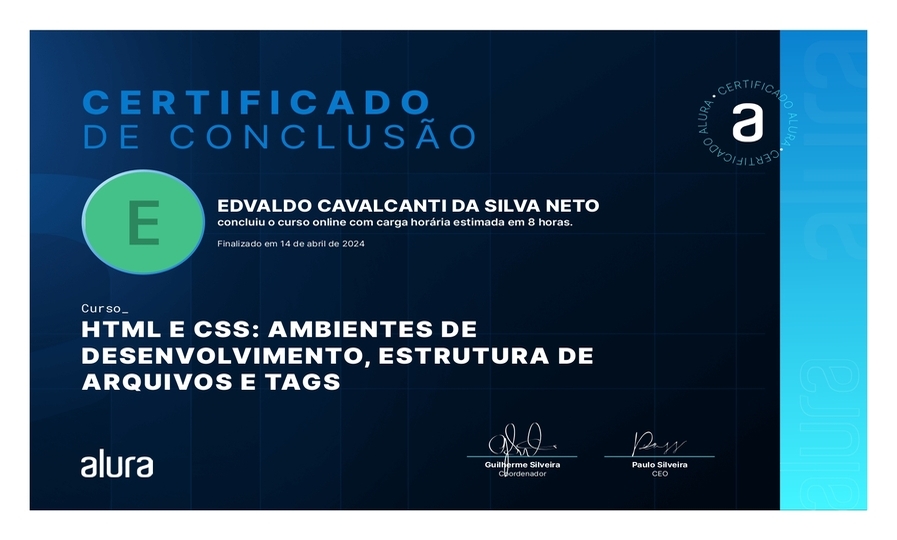 CERTIFICADO
DE CONCLUSÃO
CERTIFICADO ALURA • CERTIFICADO ALURA •
a
E
EDVALDO CAVALCANTI DA SILVA NETO
concluiu o curso online com carga horária estimada em 8 horas.
Finalizado em 14 de abril de 2024
Curso_
HTML E CSS: AMBIENTES DE
DESENVOLVIMENTO, ESTRUTURA DE
ARQUIVOS E TAGS
alura
Guilherme Silveira
Coordenador
Paulo Silveira
CEO
alura
alura